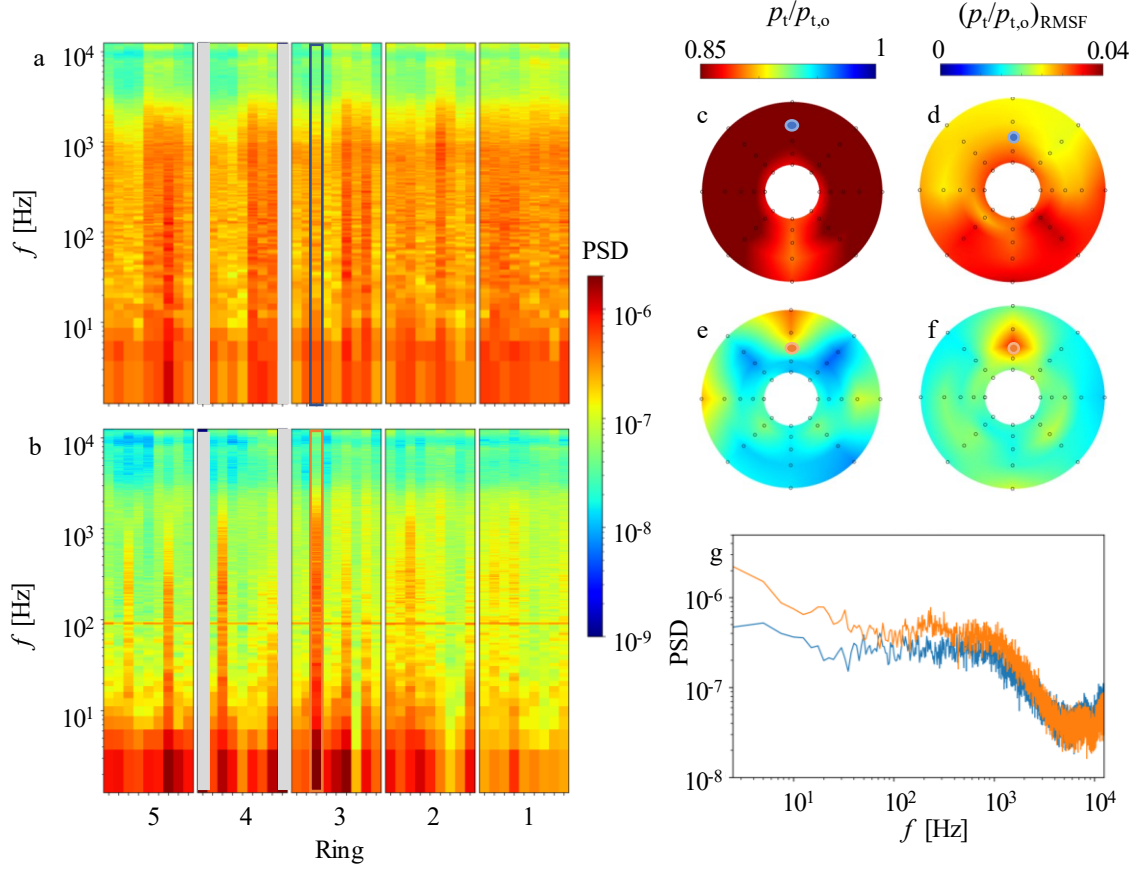 a
10⁴
10³
10²
10¹
f [Hz]
b
10⁴
10³
10²
10¹
f [Hz]
5 4 3 2 1
Ring
PSD
10⁻⁶
10⁻⁷
10⁻⁸
10⁻⁹
pₜ/pₜ,ₒ
0.85 1
(pₜ/pₜ,ₒ)RMSF
0 0.04
c
d
e
f
g
PSD
10⁻⁶
10⁻⁷
10⁻⁸
10¹ 10² 10³ 10⁴
f [Hz]